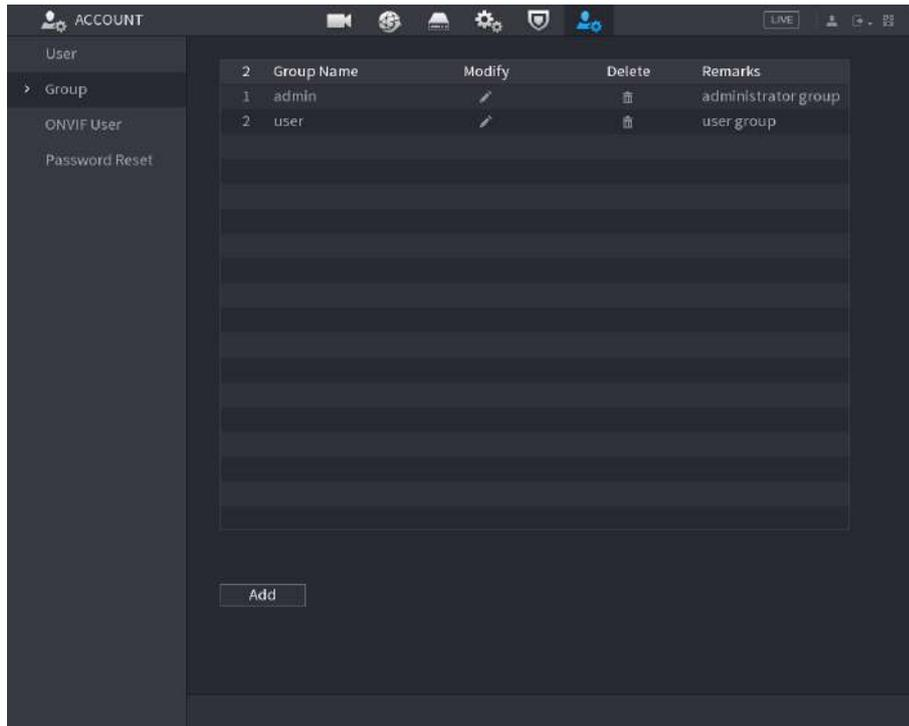 ACCOUNT
LIVE
User
Group
ONVIF User
Password Reset
2 Group Name Modify Delete Remarks
1 admin administrator group
2 user user group
Add